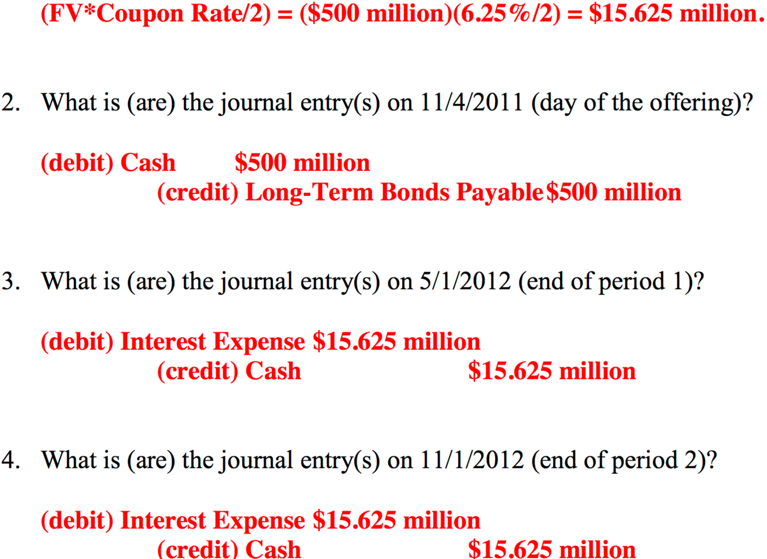 (FV*Coupon Rate/2) = ($500 million)(6.25%/2) = $15.625 million.
2. What is (are) the journal entry(s) on 11/4/2011 (day of the offering)?
(debit) Cash $500 million
(credit) Long-Term Bonds Payable $500 million
3. What is (are) the journal entry(s) on 5/1/2012 (end of period 1)?
(debit) Interest Expense $15.625 million
(credit) Cash $15.625 million
4. What is (are) the journal entry(s) on 11/1/2012 (end of period 2)?
(debit) Interest Expense $15.625 million
(credit) Cash $15.625 million